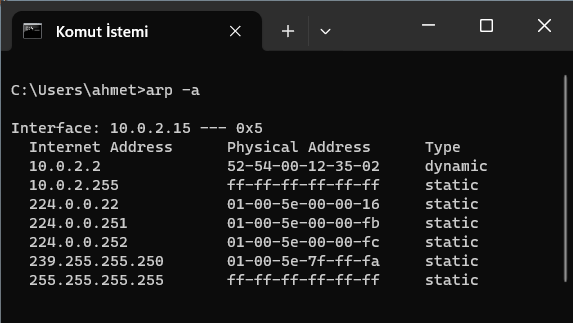 Komut İstemi
C:\Users\ahmet>arp -a
Interface: 10.0.2.15 --- 0x5
Internet Address Physical Address Type
10.0.2.2 52-54-00-12-35-02 dynamic
10.0.2.255 ff-ff-ff-ff-ff-ff static
224.0.0.22 01-00-5e-00-00-16 static
224.0.0.251 01-00-5e-00-00-fb static
224.0.0.252 01-00-5e-00-00-fc static
239.255.255.250 01-00-5e-7f-ff-fa static
255.255.255.255 ff-ff-ff-ff-ff-ff static